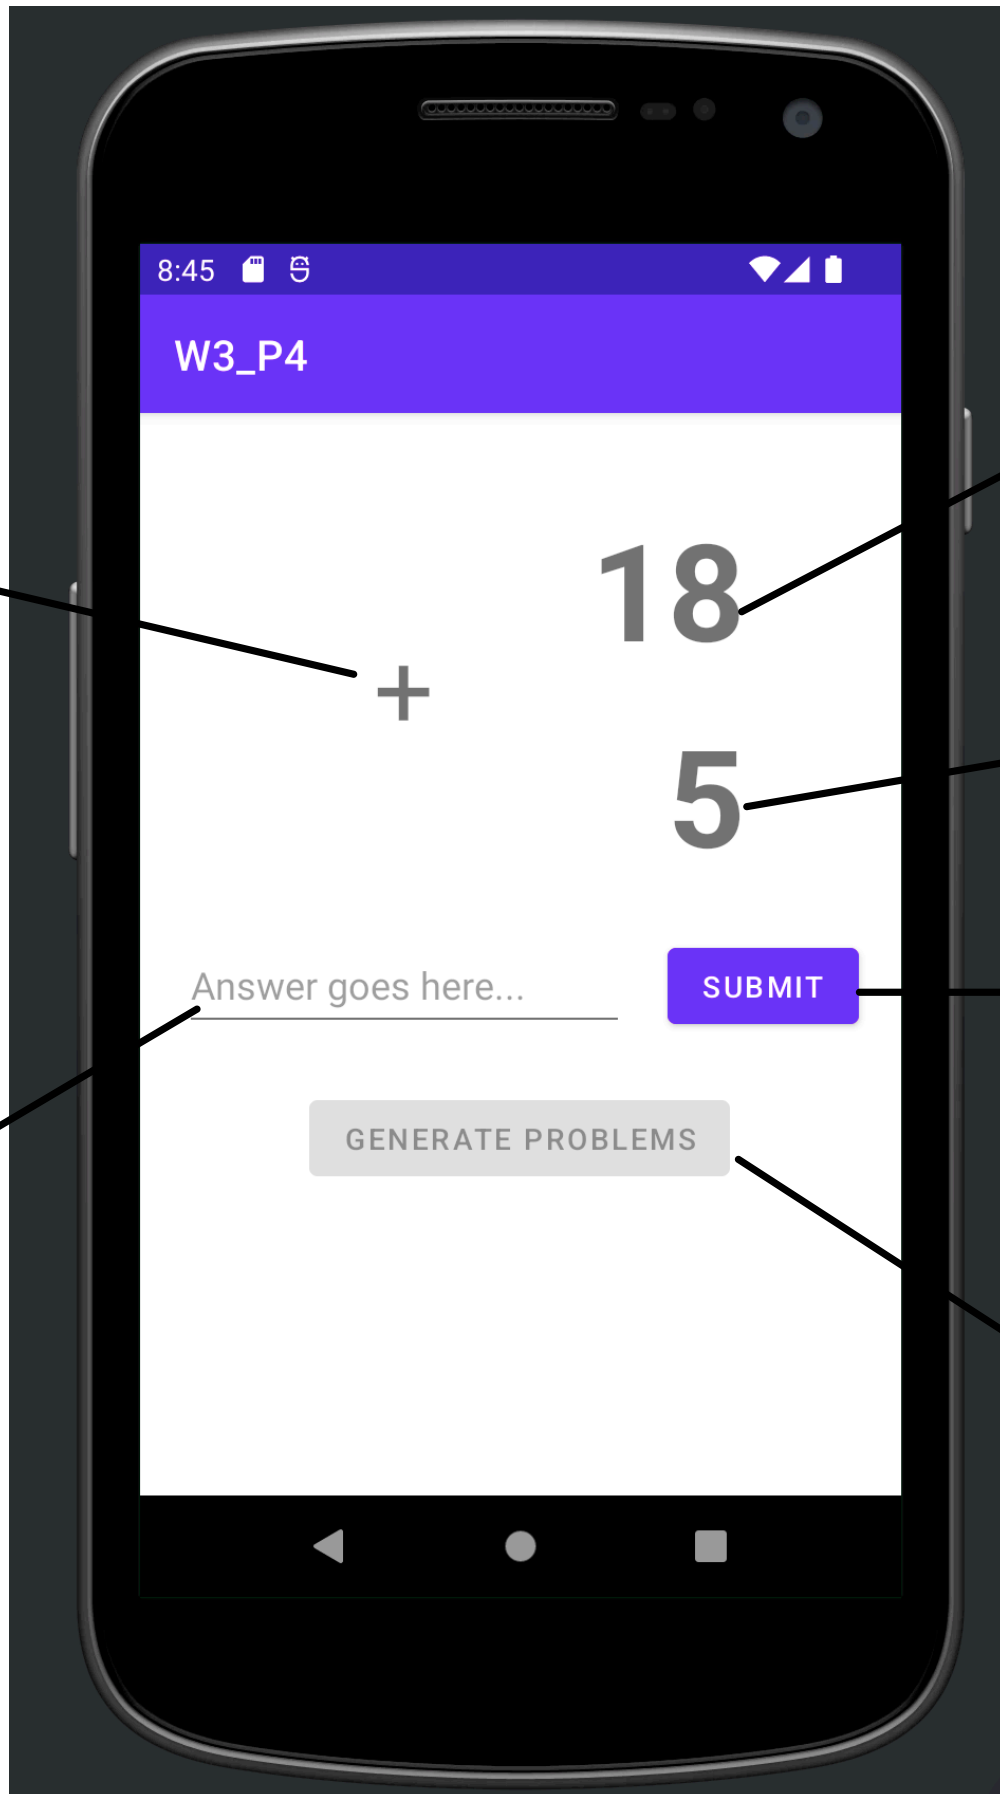 8:45
W3_P4
18
+
5
Answer goes here...
SUBMIT
GENERATE PROBLEMS